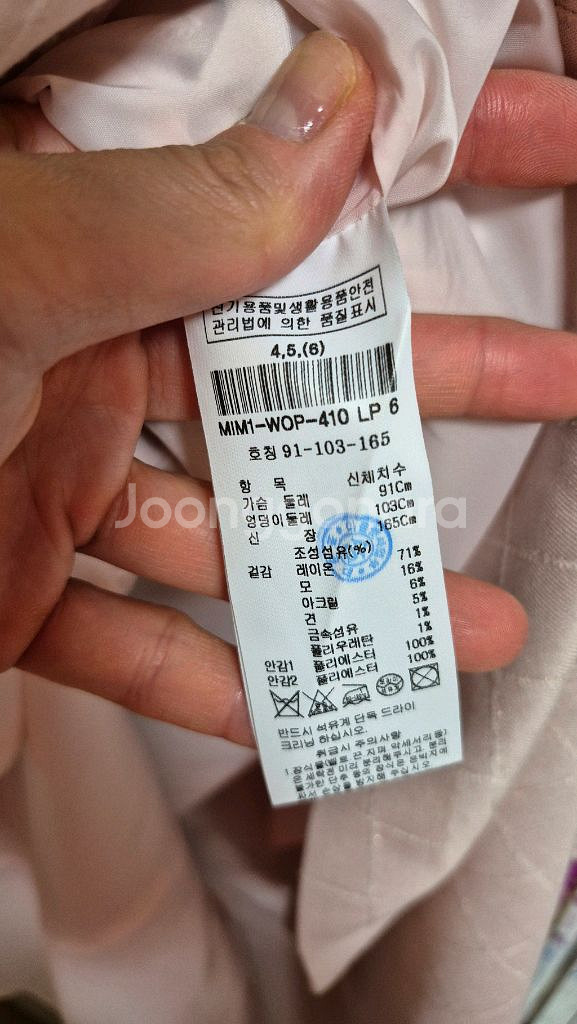 전기용품및생활용품안전
관리법에 의한 품질표시
4,5,(6)
MIM1-WOP-410 LP 6
호칭 91-103-165
항 목 신체치수
가슴 둘레 91Cm
엉덩이둘레 103Cm
신 장 165Cm
조성섬유(%)
겉감 레이온 71%
모 16%
아크릴 6%
견 5%
금속섬유 1%
폴리우레탄 1%
안감1 폴리에스터 100%
안감2 폴리에스터 100%
반드시 석유계 단독 드라이
크리닝 하십시오.
취급시 주의사항
Joonggonara